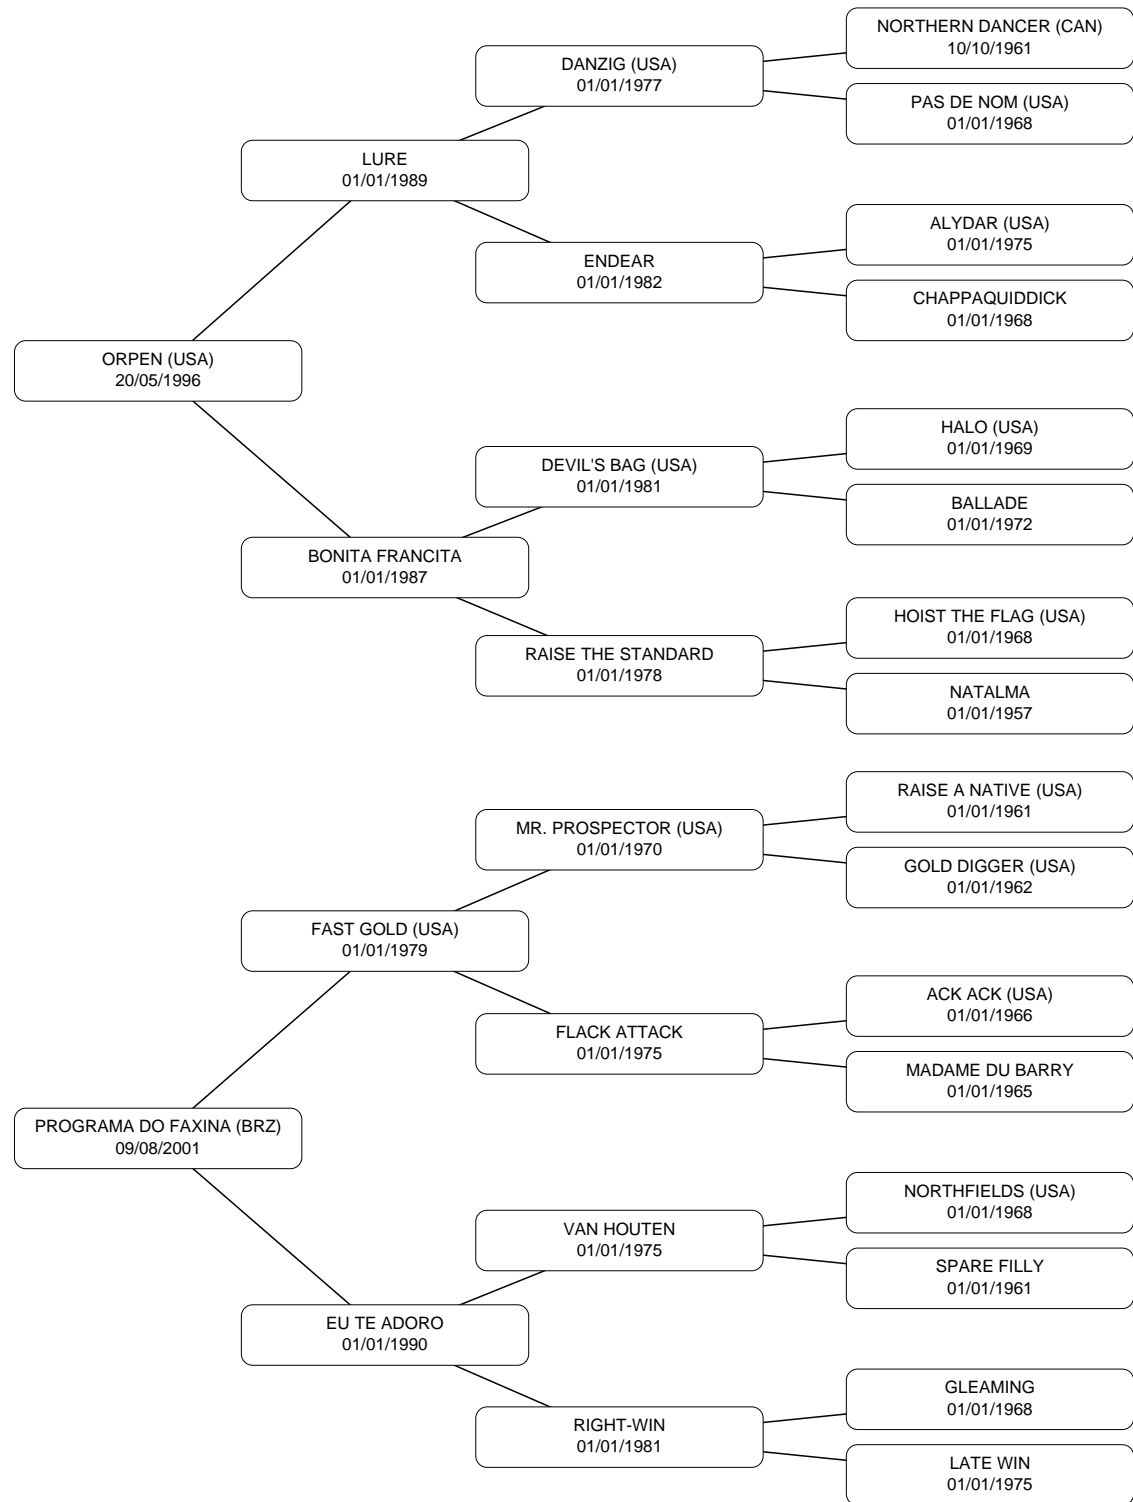 NORTHERN DANCER (CAN)
10/10/1961
DANZIG (USA)
01/01/1977
PAS DE NOM (USA)
01/01/1968
LURE
01/01/1989
ALYDAR (USA)
01/01/1975
ENDEAR
01/01/1982
CHAPPAQUIDDICK
01/01/1968
ORPEN (USA)
20/05/1996
HALO (USA)
01/01/1969
DEVIL'S BAG (USA)
01/01/1981
BALLADE
01/01/1972
BONITA FRANCITA
01/01/1987
HOIST THE FLAG (USA)
01/01/1968
RAISE THE STANDARD
01/01/1978
NATALMA
01/01/1957
RAISE A NATIVE (USA)
01/01/1961
MR. PROSPECTOR (USA)
01/01/1970
GOLD DIGGER (USA)
01/01/1962
FAST GOLD (USA)
01/01/1979
ACK ACK (USA)
01/01/1966
FLACK ATTACK
01/01/1975
MADAME DU BARRY
01/01/1965
PROGRAMA DO FAXINA (BRZ)
09/08/2001
NORTHFIELDS (USA)
01/01/1968
VAN HOUTEN
01/01/1975
SPARE FILLY
01/01/1961
EU TE ADORO
01/01/1990
GLEAMING
01/01/1968
RIGHT-WIN
01/01/1981
LATE WIN
01/01/1975